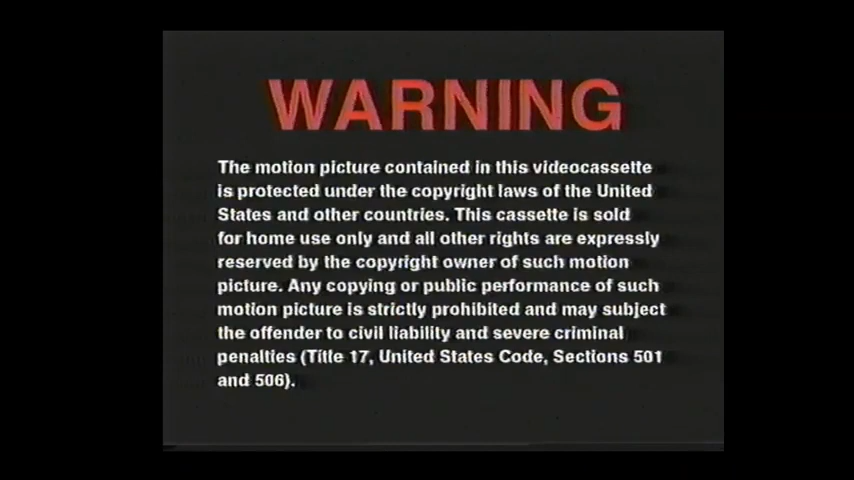 WARNING
The motion picture contained in this videocassette
is protected under the copyright laws of the United
States and other countries. This cassette is sold
for home use only and all other rights are expressly
reserved by the copyright owner of such motion
picture. Any copying or public performance of such
motion picture is strictly prohibited and may subject
the offender to civil liability and severe criminal
penalties (Title 17, United States Code, Sections 501
and 506).